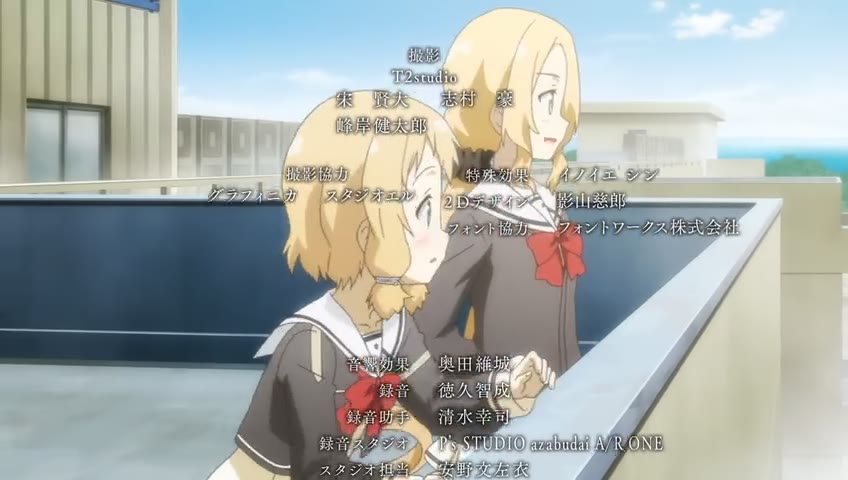 撮影
T2studio
宋 賢大 志村 豪
峰岸健太郎
撮影協力
グラフィニカ スタジオエル
特殊効果 イノイエ シン
2Dデザイン 影山慈郎
フォント協力 フォントワークス株式会社
音響効果 奥田維城
録音 徳久智成
録音助手 清水幸司
録音スタジオ P's STUDIO azabudai A/R ONE
スタジオ担当 安野文左衣